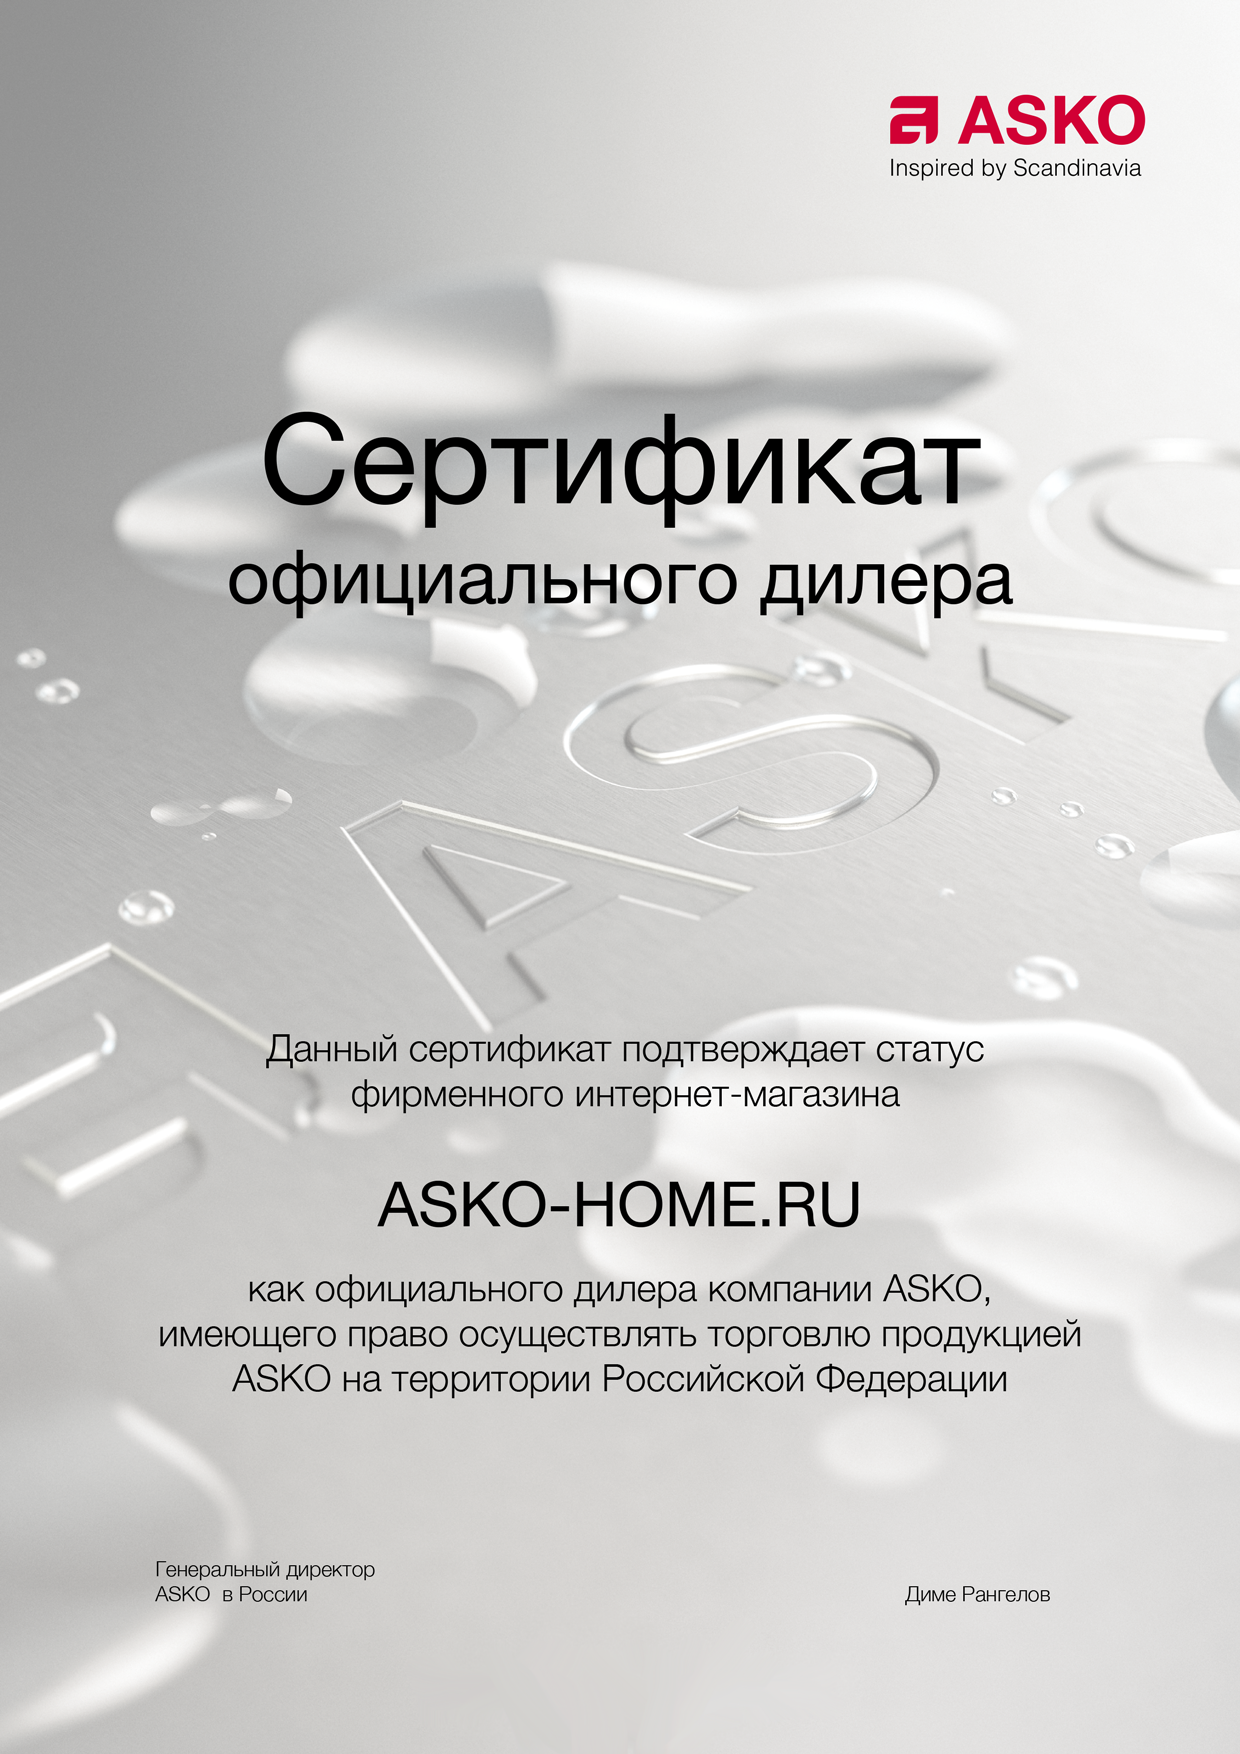 ASKO
Inspired by Scandinavia
Сертификат
официального дилера
ASKO
Данный сертификат подтверждает статус
фирменного интернет-магазина
ASKO-HOME.RU
как официального дилера компании ASKO,
имеющего право осуществлять торговлю продукцией
ASKO на территории Российской Федерации
Генеральный директор
ASKO в России
Диме Рангелов